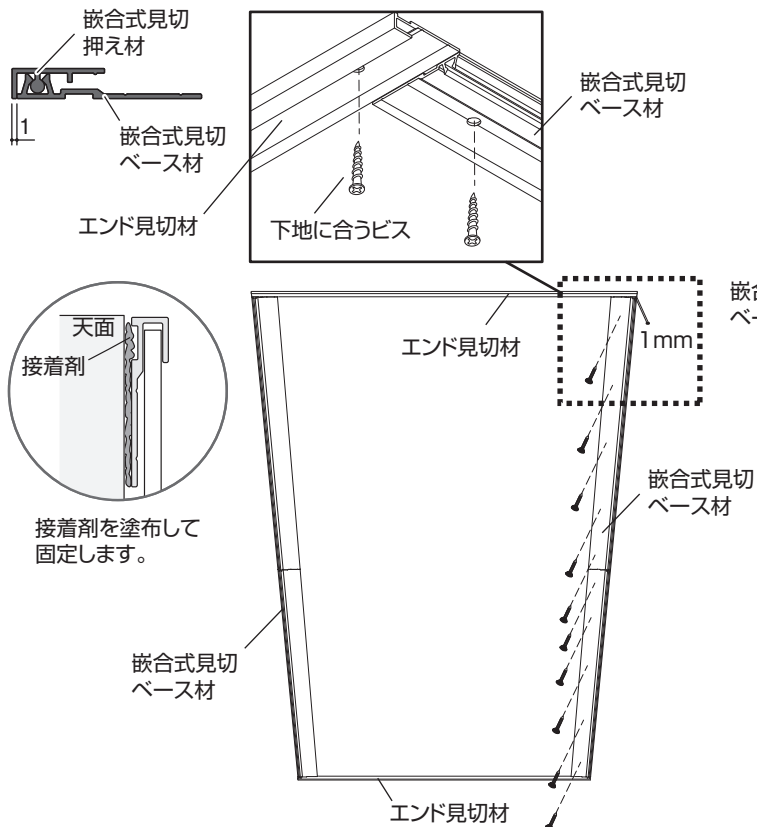 嵌合式見切
押え材
1
嵌合式見切
ベース材
エンド見切材
下地に合うビス
嵌合式見切
ベース材
天面
接着剤
接着剤を塗布して
固定します。
エンド見切材
1mm
嵌
ベー
嵌合式見切
ベース材
嵌合式見切
ベース材
エンド見切材